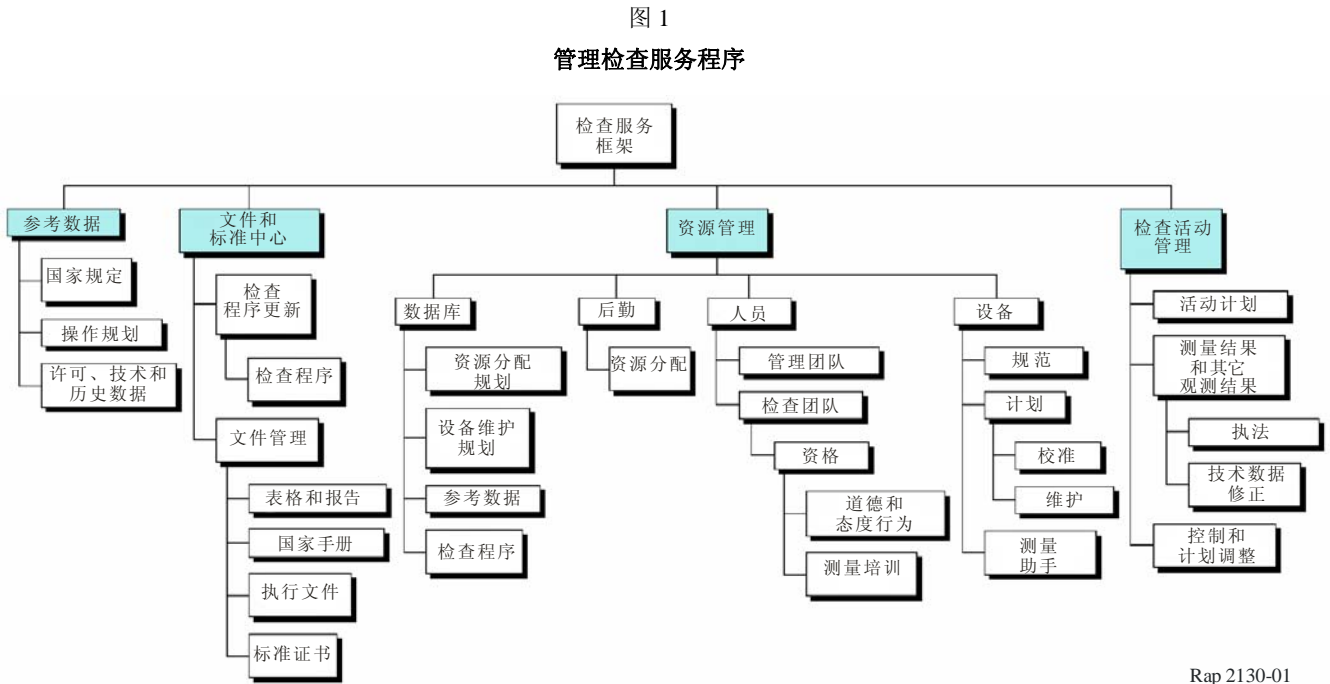 图 1
管理检查服务程序
检查服务
框架
参考数据
国家规定
操作规划
许可、技术和
历史数据
文件和
标准中心
检查
程序更新
检查程序
文件管理
表格和报告
国家手册
执行文件
标准证书
资源管理
数据库
资源分配
规划
设备维护
规划
参考数据
检查程序
后勤
资源分配
人员
管理团队
检查团队
资格
道德和
态度行为
测量培训
设备
规范
计划
校准
维护
测量
助手
检查活动
管理
活动计划
测量结果
和其它
观测结果
执法
技术数据
修正
控制和
计划调整
Rap 2130-01